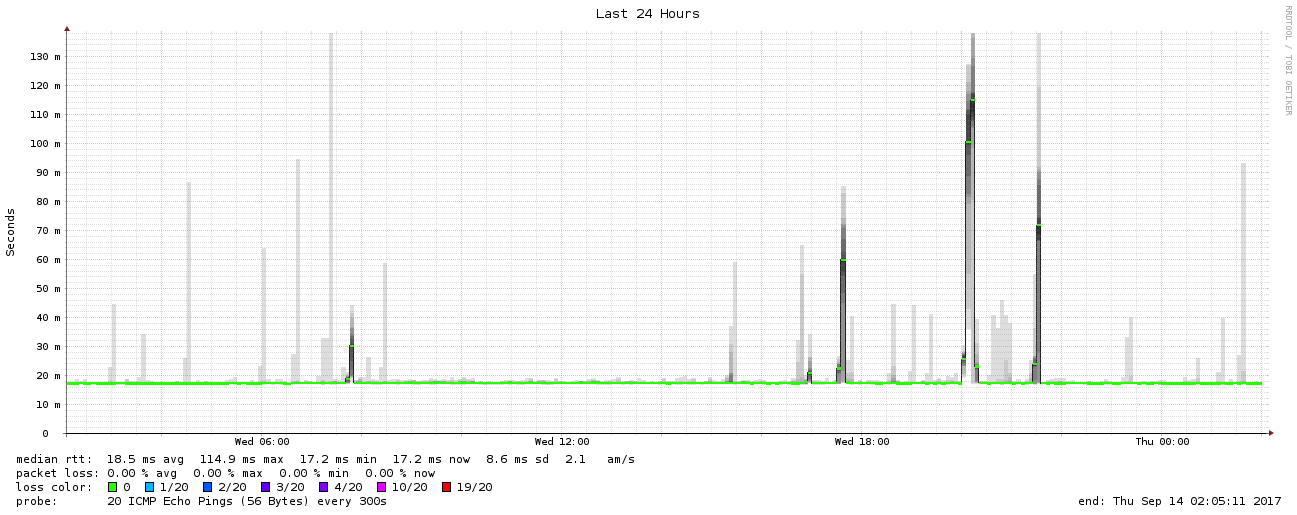 Last 24 Hours
RRDTOOL / TOBI OETIKER
Seconds
130 m
120 m
110 m
100 m
90 m
80 m
70 m
60 m
50 m
40 m
30 m
20 m
10 m
0
Wed 06:00 Wed 12:00 Wed 18:00 Thu 00:00
median rtt: 18.5 ms avg 114.9 ms max 17.2 ms min 17.2 ms now 8.6 ms sd 2.1 am/s
packet loss: 0.00 % avg 0.00 % max 0.00 % min 0.00 % now
loss color: 0 1/20 2/20 3/20 4/20 10/20 19/20
probe: 20 ICMP Echo Pings (56 Bytes) every 300s end: Thu Sep 14 02:05:11 2017